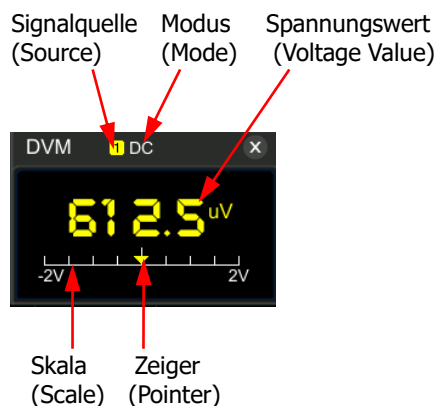 Signalquelle Modus Spannungswert
(Source) (Mode) (Voltage Value)
DVM 1 DC X
612.5 uV
-2V 2V
Skala Zeiger
(Scale) (Pointer)